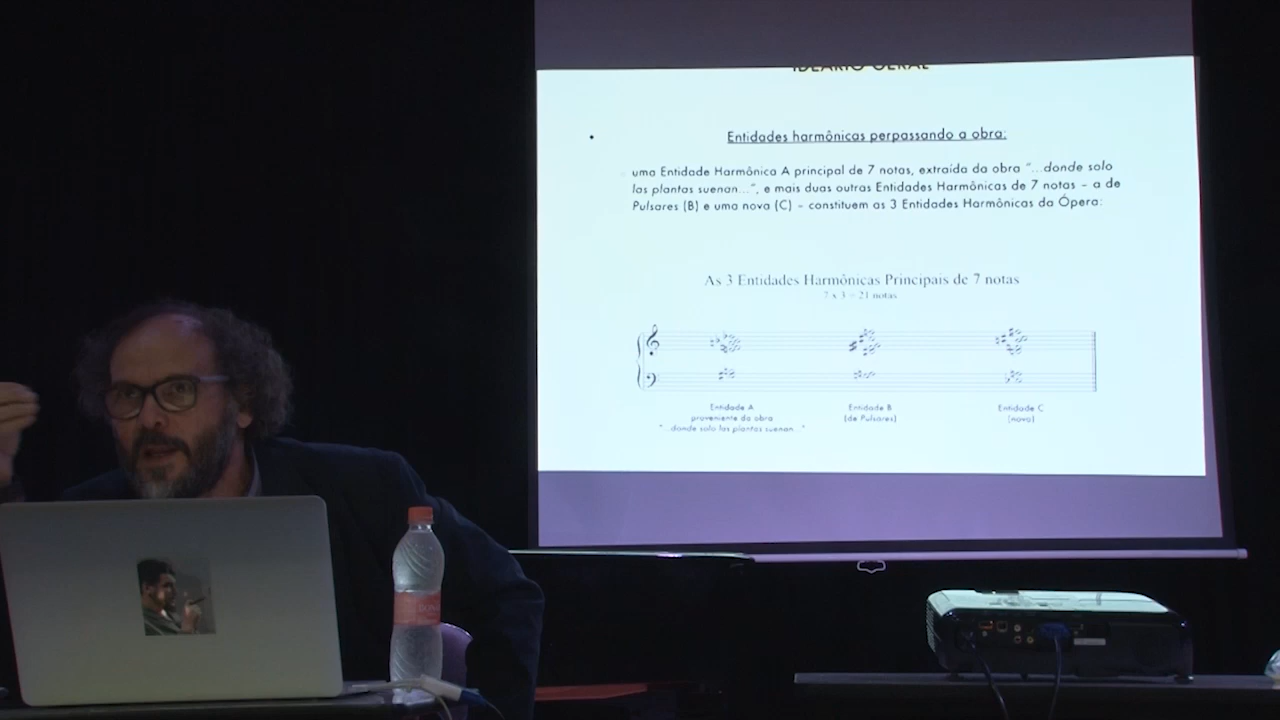 IDEÁRIO GERAL
• Entidades harmônicas perpassando a obra:
uma Entidade Harmônica A principal de 7 notas, extraída da obra "...donde solo
las plantas suenan...", e mais duas outras Entidades Harmônicas de 7 notas – a de
Pulsares (B) e uma nova (C) – constituem as 3 Entidades Harmônicas da Ópera:
As 3 Entidades Harmônicas Principais de 7 notas
7 x 3 = 21 notas
Entidade A
proveniente da obra
"...donde solo las plantas suenan..."
Entidade B
(de Pulsares)
Entidade C
(nova)